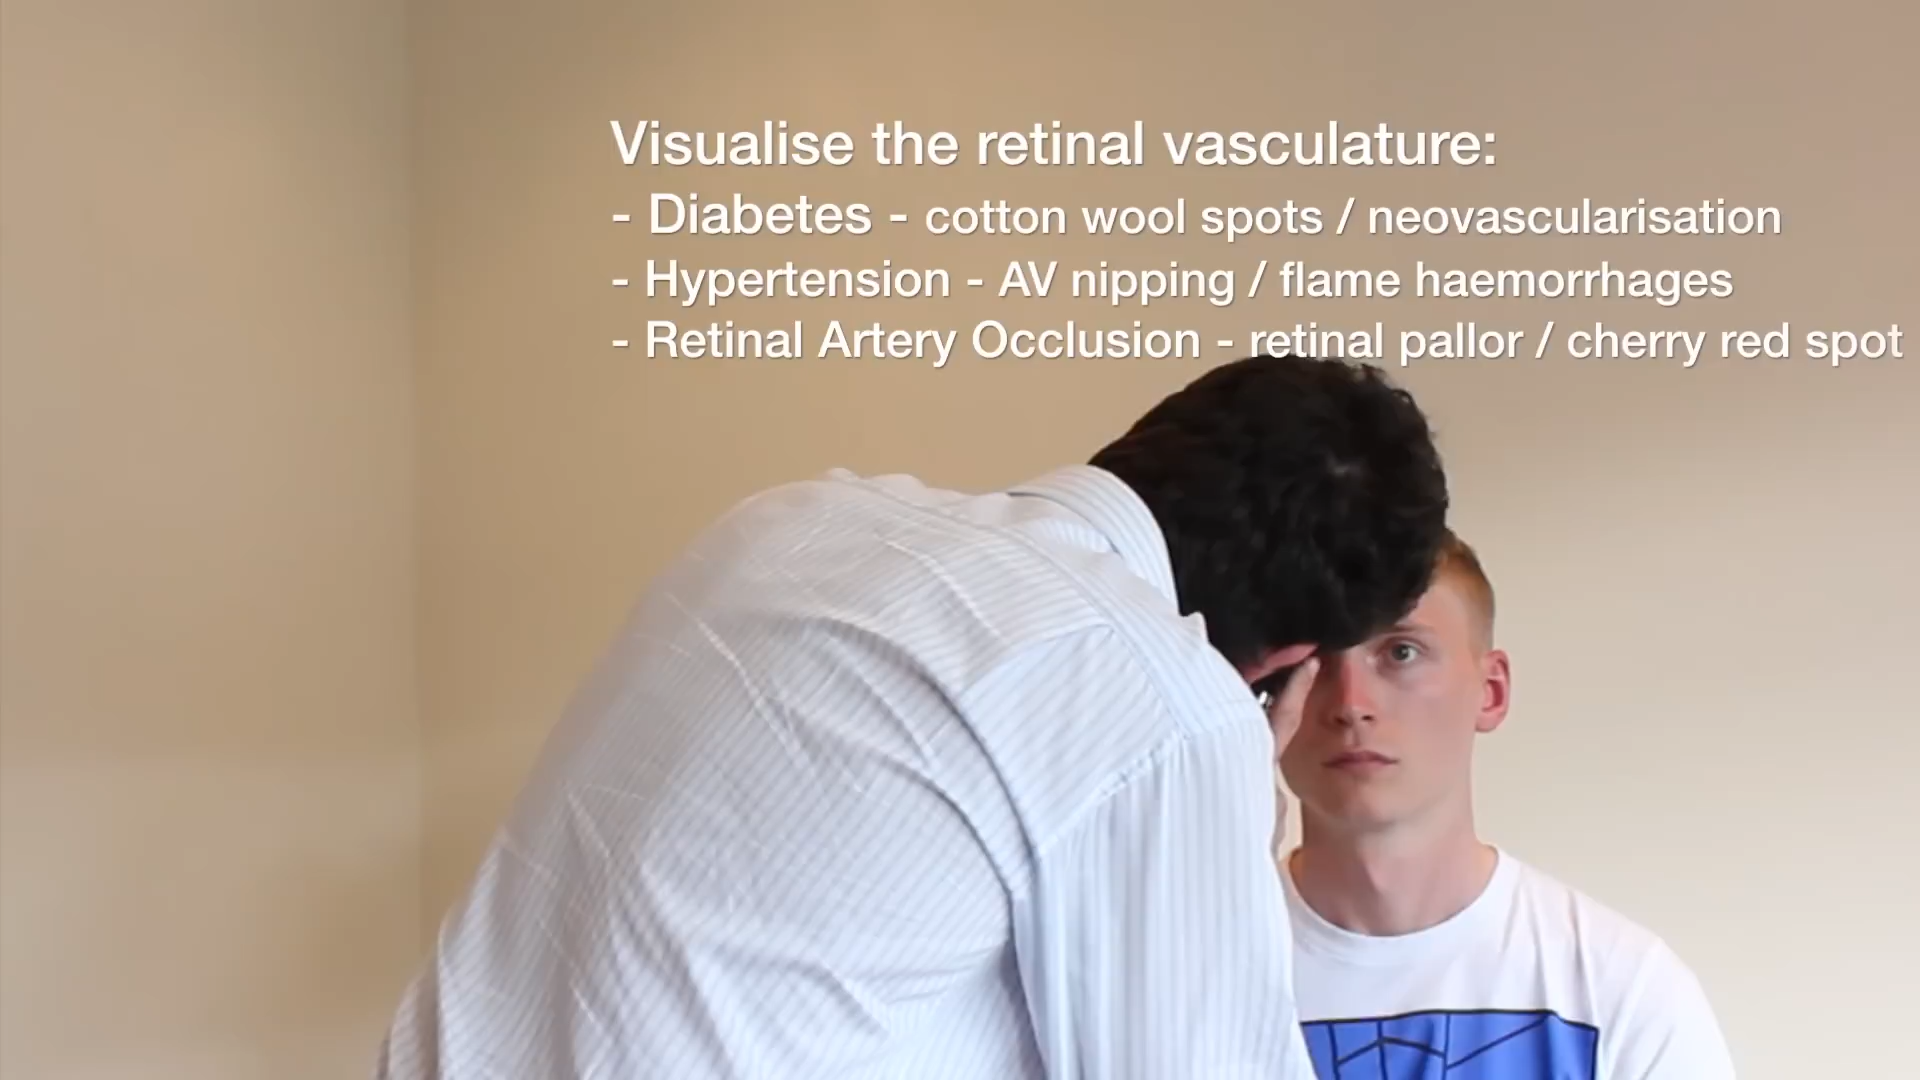 Visualise the retinal vasculature:
- Diabetes - cotton wool spots / neovascularisation
- Hypertension - AV nipping / flame haemorrhages
- Retinal Artery Occlusion - retinal pallor / cherry red spot